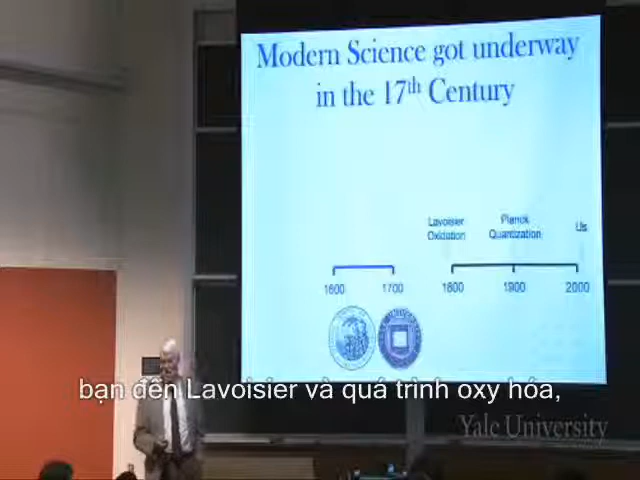 Modern Science got underway
in the 17th Century
Lavoisier
Oxidation
Planck
Quantization
Us
1600
1700
1800
1900
2000
bạn đến Lavoisier và quá trình oxy hóa,
Yale University